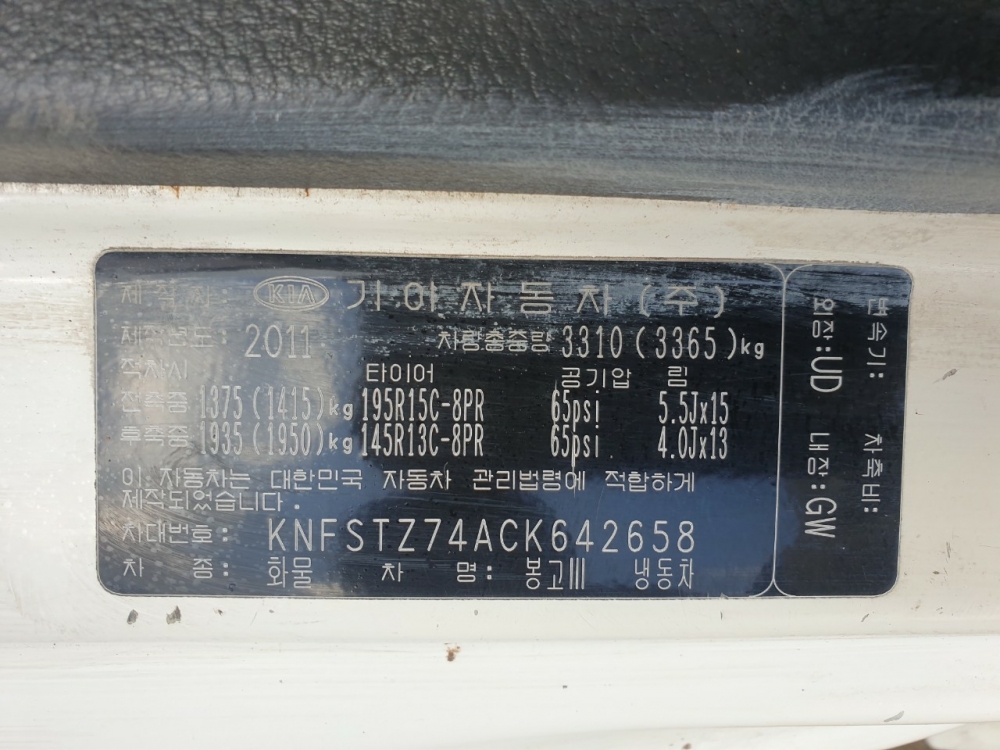 제작자: KIA 기아자동차(주)
제작년도: 2011 차량총중량 3310 (3365)kg
적차시 타이어 공기압 림
전축중 1375 (1415)kg 195R15C-8PR 65psi 5.5Jx15
후축중 1935 (1950)kg 145R13C-8PR 65psi 4.0Jx13
이 자동차는 대한민국 자동차 관리법령에 적합하게
제작되었습니다.
차대번호: KNFSTZ74ACK642658
차 종: 화물 차 명: 봉고III 냉동차
변속기: 차축비:
외장:UD 내장:GW